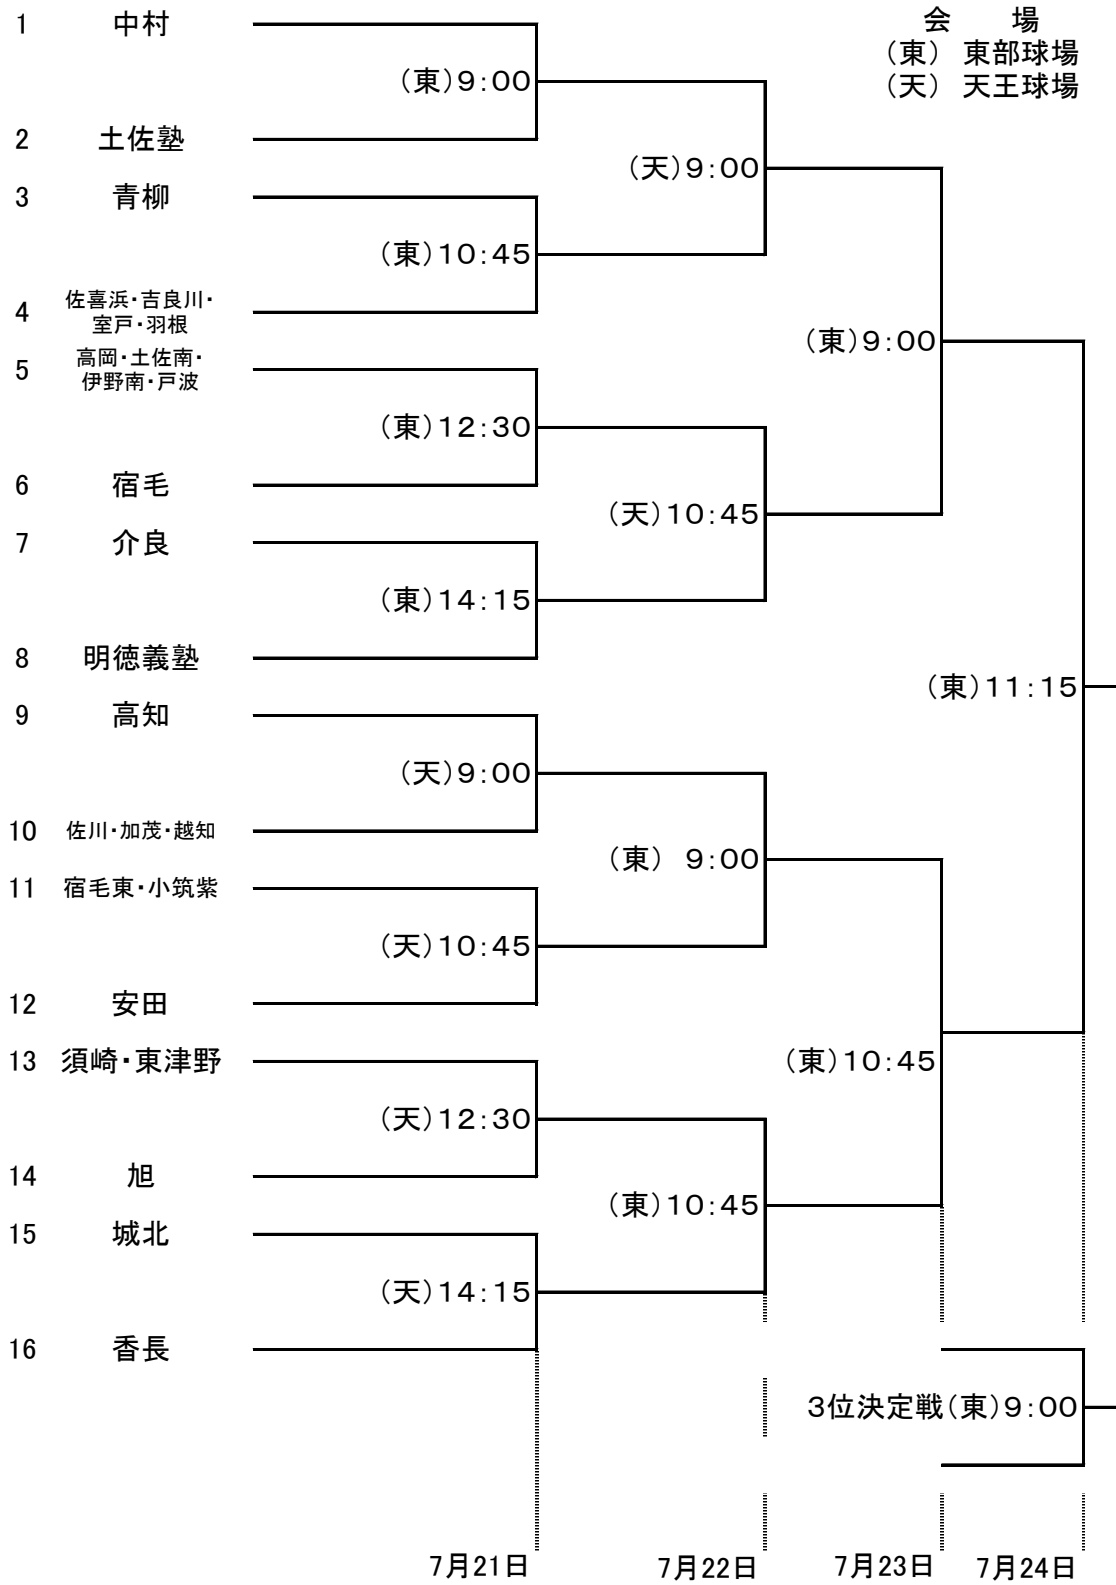 会　　場
（東）　東部球場
（天）　天王球場
1　中村
（東）９：００
2　土佐塾
（天）９：００
3　青柳
（東）１０：４５
4　佐喜浜・吉良川・
室戸・羽根
（東）９：００
5　高岡・土佐南・
伊野南・戸波
（東）１２：３０
6　宿毛
（天）１０：４５
7　介良
（東）１４：１５
8　明徳義塾
（東）１１：１５
9　高知
（天）９：００
10　佐川・加茂・越知
（東）　９：００
11　宿毛東・小筑紫
（天）１０：４５
12　安田
13　須崎・東津野
（東）１０：４５
（天）１２：３０
14　旭
（東）１０：４５
15　城北
（天）１４：１５
16　香長
３位決定戦（東）９：００
7月21日　7月22日　7月23日　7月24日